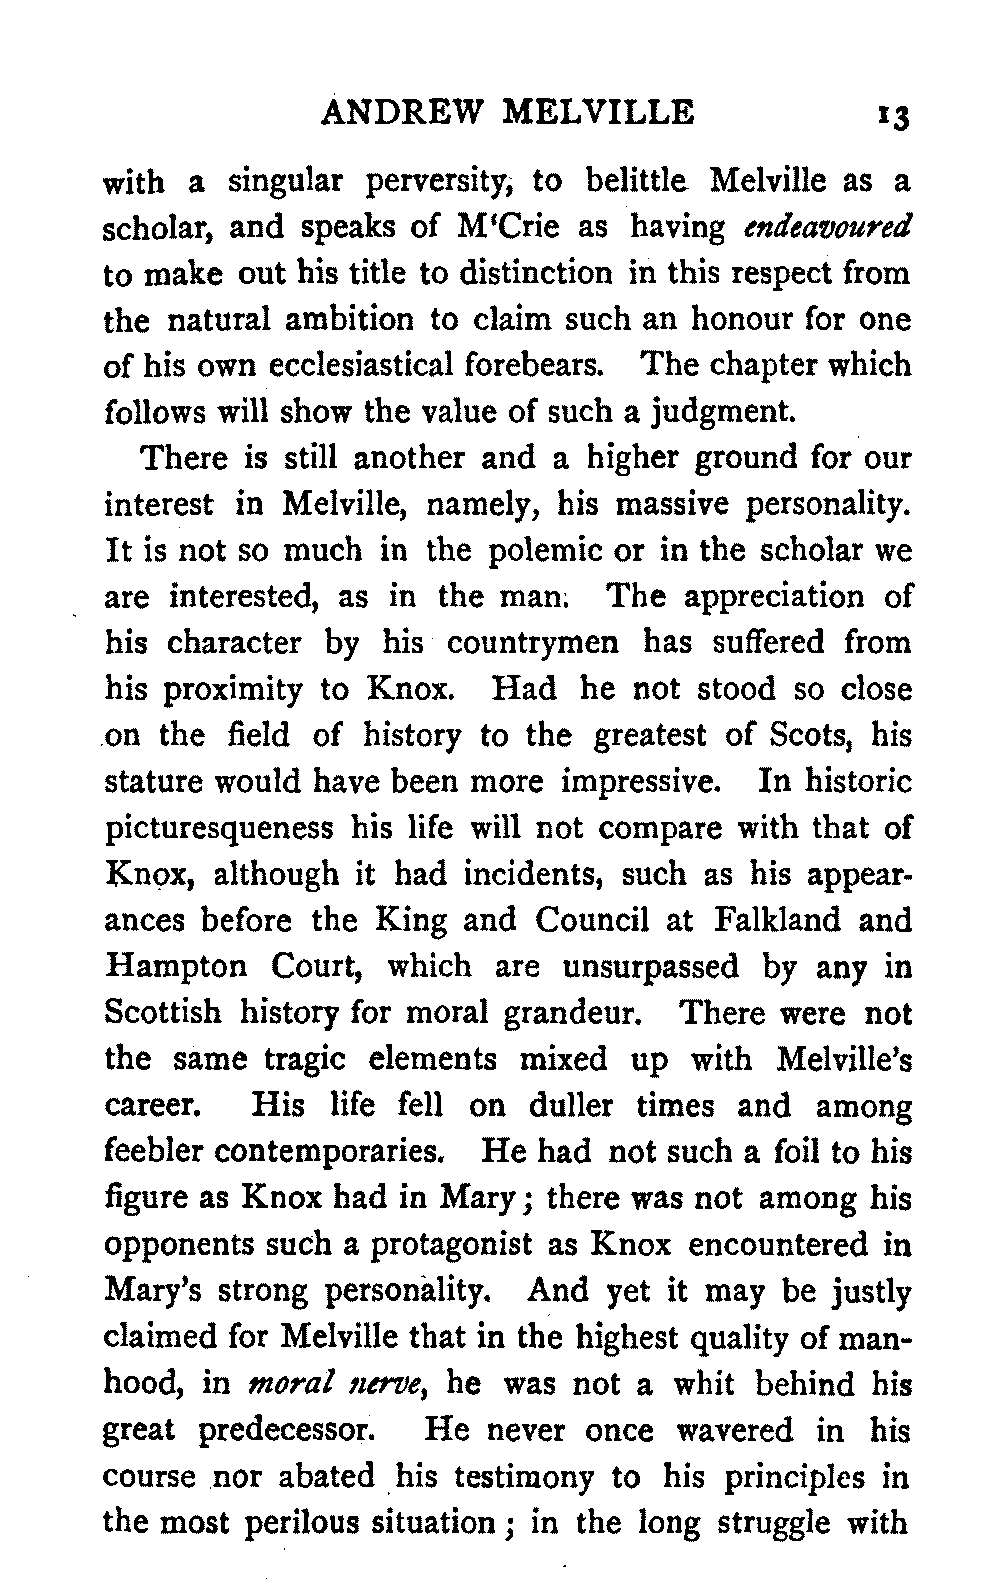 ANDREW MELVILLE 13
with a singular perversity, to belittle Melville as a
scholar, and speaks of M‘Crie as having endeavoured
to make out his title to distinction in this respect from
the natural ambition to claim such an honour for one
of his own ecclesiastical forebears. The chapter which
follows will show the value of such a judgment.
There is still another and a higher ground for our
interest in Melville, namely, his massive personality.
It is not so much in the polemic or in the scholar we
are interested, as in the man. The appreciation of
his character by his countrymen has suffered from
his proximity to Knox. Had he not stood so close
on the field of history to the greatest of Scots, his
stature would have been more impressive. In historic
picturesqueness his life will not compare with that of
Knox, although it had incidents, such as his appear-
ances before the King and Council at Falkland and
Hampton Court, which are unsurpassed by any in
Scottish history for moral grandeur. There were not
the same tragic elements mixed up with Melville's
career. His life fell on duller times and among
feebler contemporaries. He had not such a foil to his
figure as Knox had in Mary; there was not among his
opponents such a protagonist as Knox encountered in
Mary's strong personality. And yet it may be justly
claimed for Melville that in the highest quality of man-
hood, in moral nerve, he was not a whit behind his
great predecessor. He never once wavered in his
course nor abated his testimony to his principles in
the most perilous situation; in the long struggle with